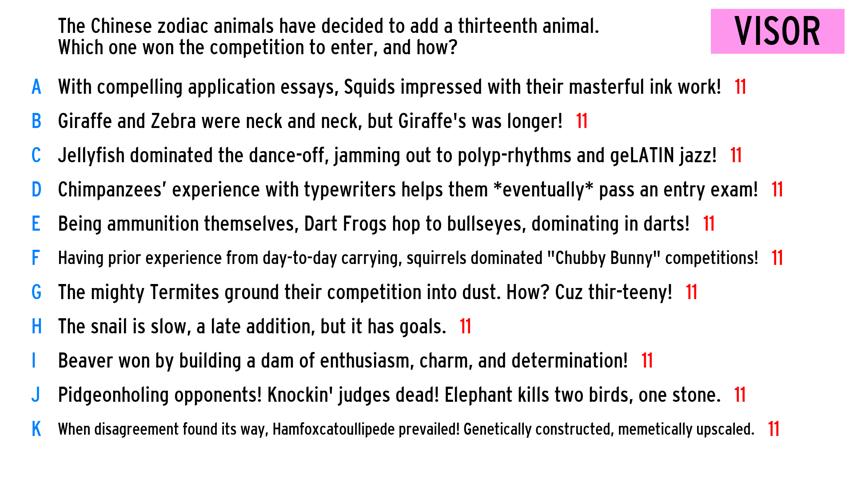 The Chinese zodiac animals have decided to add a thirteenth animal.
Which one won the competition to enter, and how?
VISOR
A With compelling application essays, Squids impressed with their masterful ink work! 11
B Giraffe and Zebra were neck and neck, but Giraffe's was longer! 11
C Jellyfish dominated the dance-off, jamming out to polyp-rhythms and geLATIN jazz! 11
D Chimpanzees' experience with typewriters helps them *eventually* pass an entry exam! 11
E Being ammunition themselves, Dart Frogs hop to bullseyes, dominating in darts! 11
F Having prior experience from day-to-day carrying, squirrels dominated "Chubby Bunny" competitions! 11
G The mighty Termites ground their competition into dust. How? Cuz thir-teeny! 11
H The snail is slow, a late addition, but it has goals. 11
I Beaver won by building a dam of enthusiasm, charm, and determination! 11
J Pidgeonholing opponents! Knockin' judges dead! Elephant kills two birds, one stone. 11
K When disagreement found its way, Hamfoxcatoullipede prevailed! Genetically constructed, memetically upscaled. 11